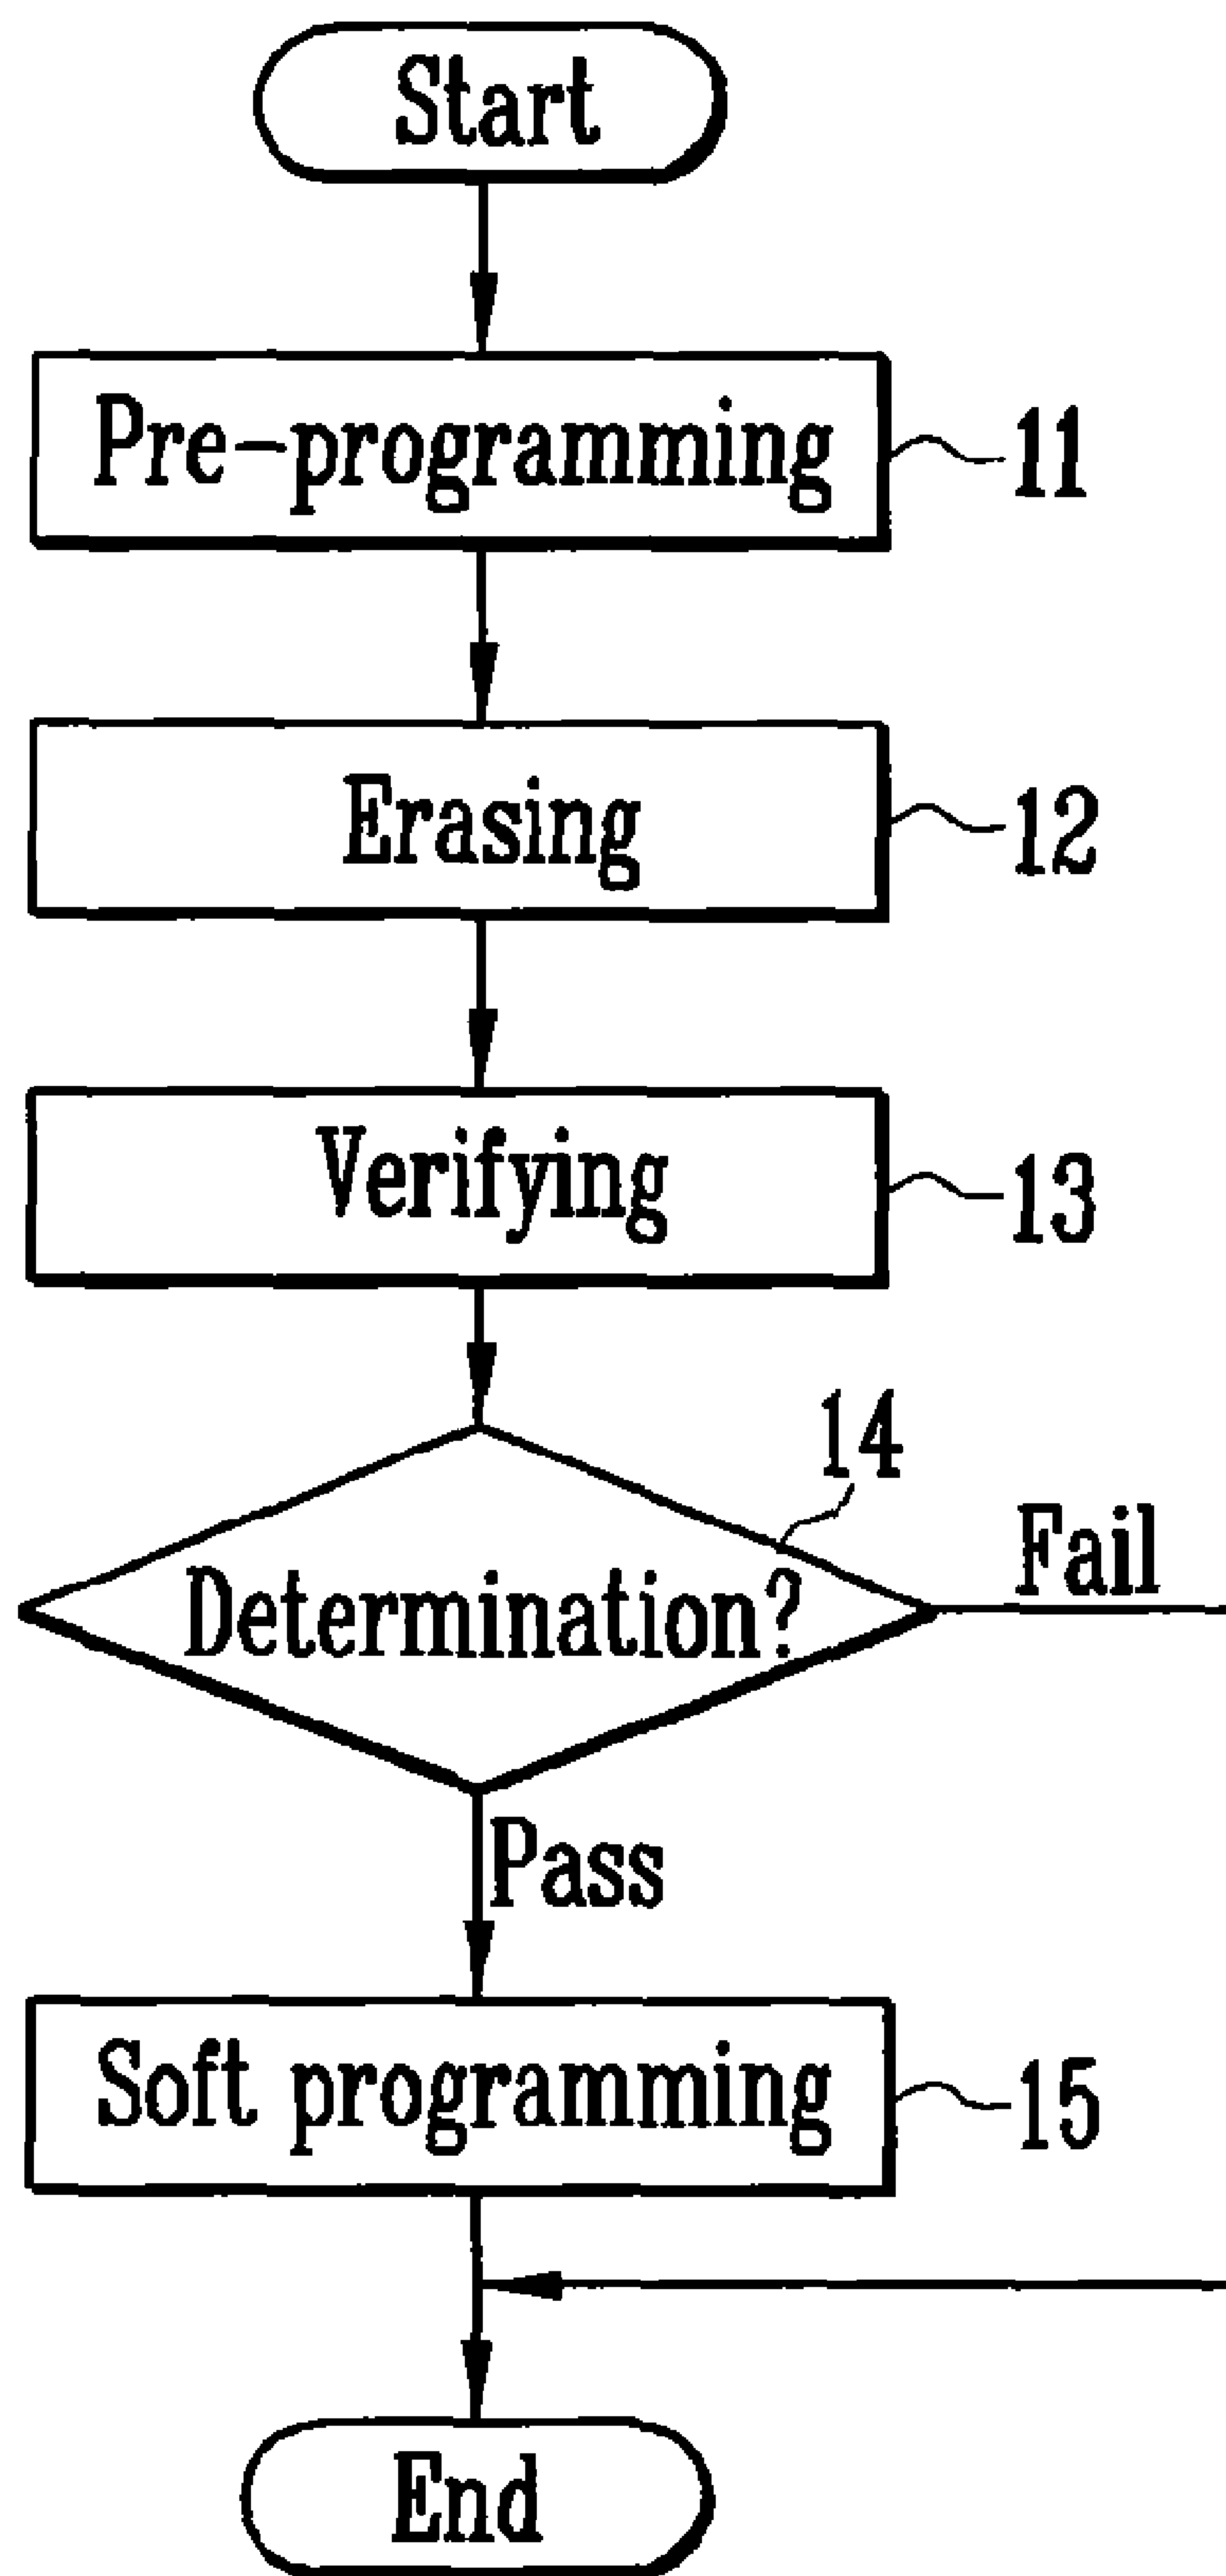 Start
Pre-programming
11
Erasing
12
Verifying
13
14
Fail
Determination?
Pass
Soft programming
15
End